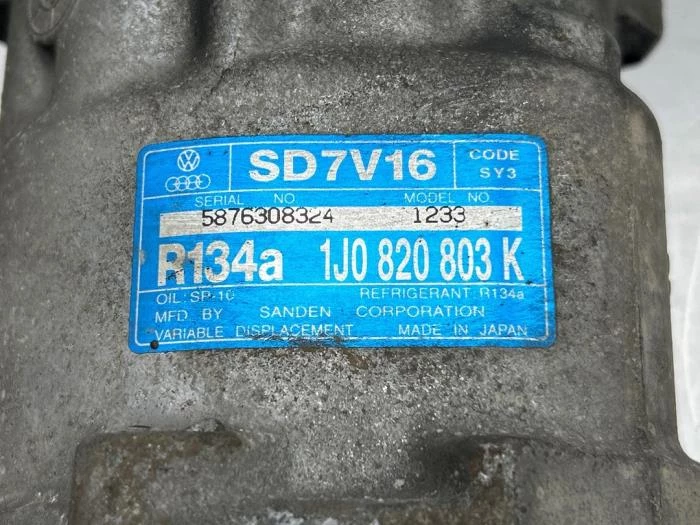 SD7V16
CODE
SY3
SERIAL NO.
MODEL NO.
5876308324
1233
R134a
1J0 820 803 K
OIL: SP-10
REFRIGERANT: R134a
MFD BY SANDEN CORPORATION
VARIABLE DISPLACEMENT MADE IN JAPAN